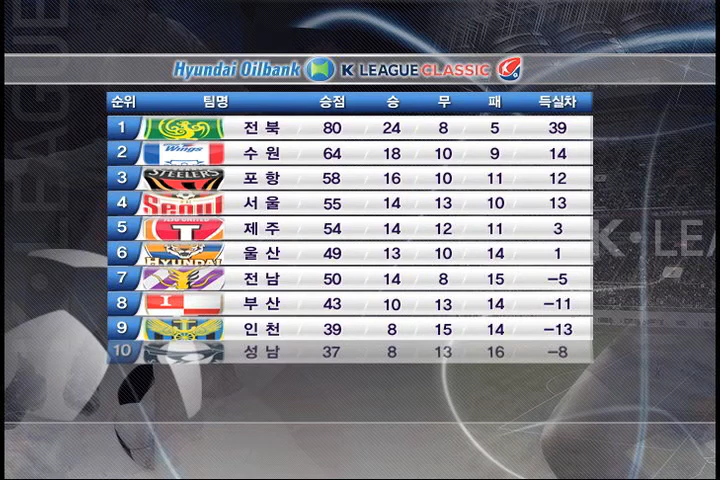 Hyundai Oilbank K LEAGUE CLASSIC
순위 팀명 승점 승 무 패 득실차
1 전북 80 24 8 5 39
2 Wings 수원 64 18 10 9 14
3 STEELERS 포항 58 16 10 11 12
4 Seoul 서울 55 14 13 10 13
5 제주 54 14 12 11 3
6 HYUNDAI 울산 49 13 10 14 1
7 전남 50 14 8 15 -5
8 부산 43 10 13 14 -11
9 인천 39 8 15 14 -13
10 성남 37 8 13 16 -8
K·LEA